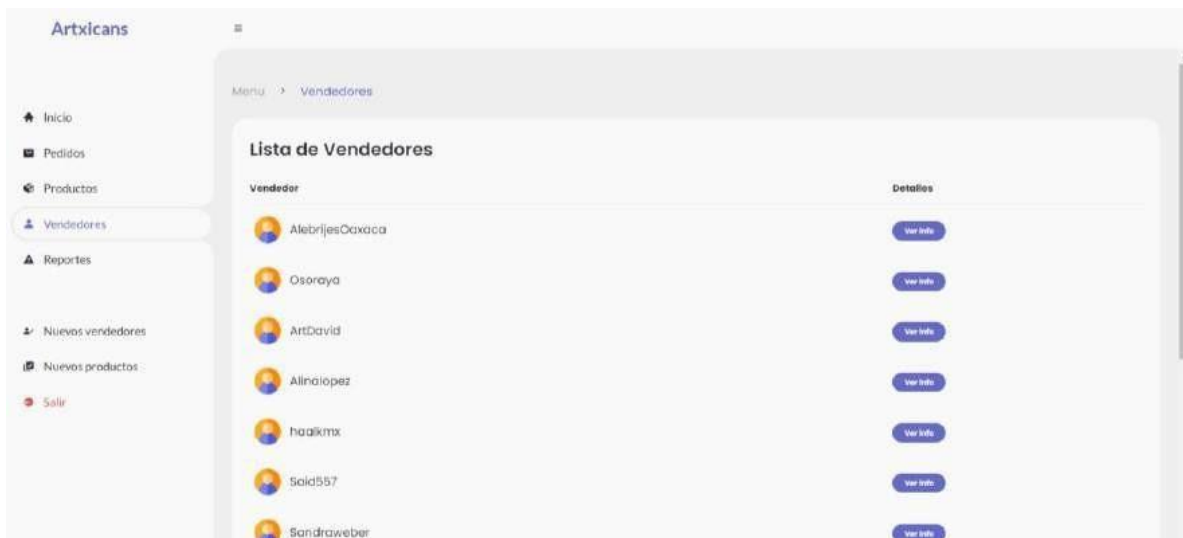 Artxicans
Inicio
Pedidos
Productos
Vendedores
Reportes
Nuevos vendedores
Nuevos productos
Salir
Menu > Vendedores
Lista de Vendedores
Vendedor Detalles
AlebrijesOaxaca Ver info
Osoraya Ver info
ArtDavid Ver info
Alinalopez Ver info
haalkmx Ver info
Said557 Ver info
Sandraweber Ver info